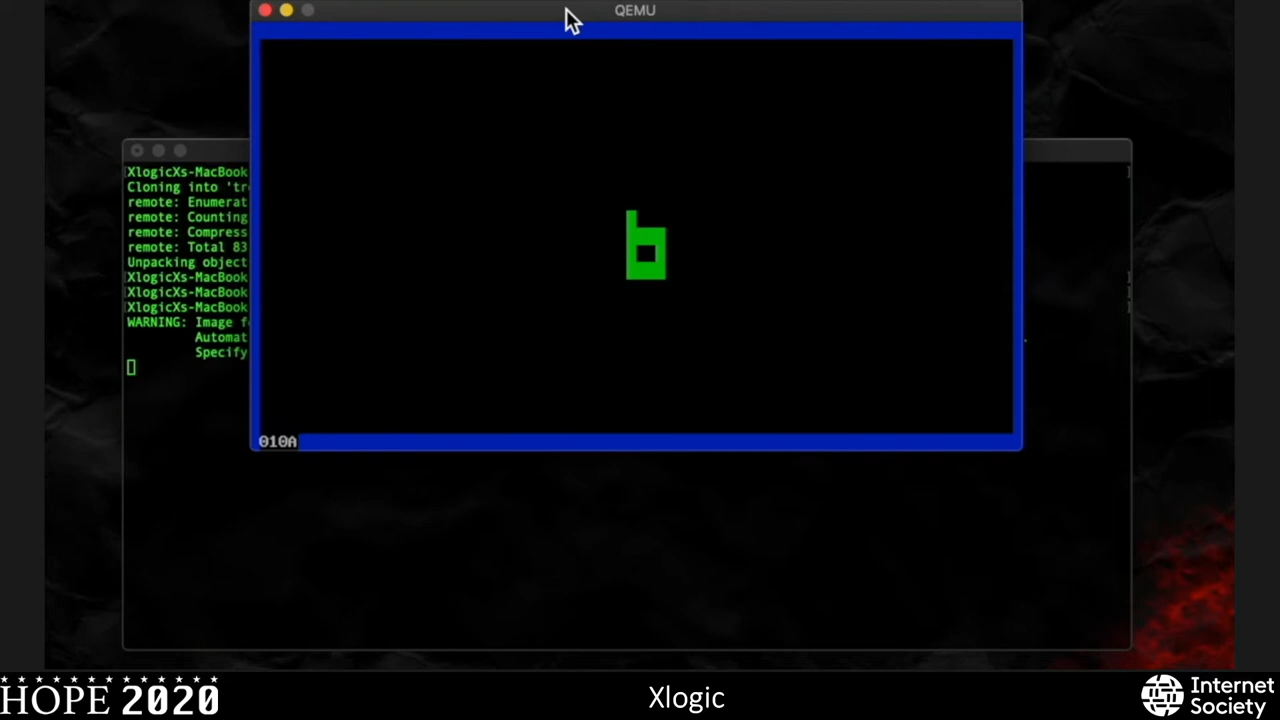 QEMU
XlogicXs-MacBook
Cloning into 'tr
remote: Enumerat
remote: Counting
remote: Compress
remote: Total 83
Unpacking object
XlogicXs-MacBook
XlogicXs-MacBook
XlogicXs-MacBook
WARNING: Image f
Automat
Specify
b
010A
HOPE 2020
Xlogic
Internet
Society